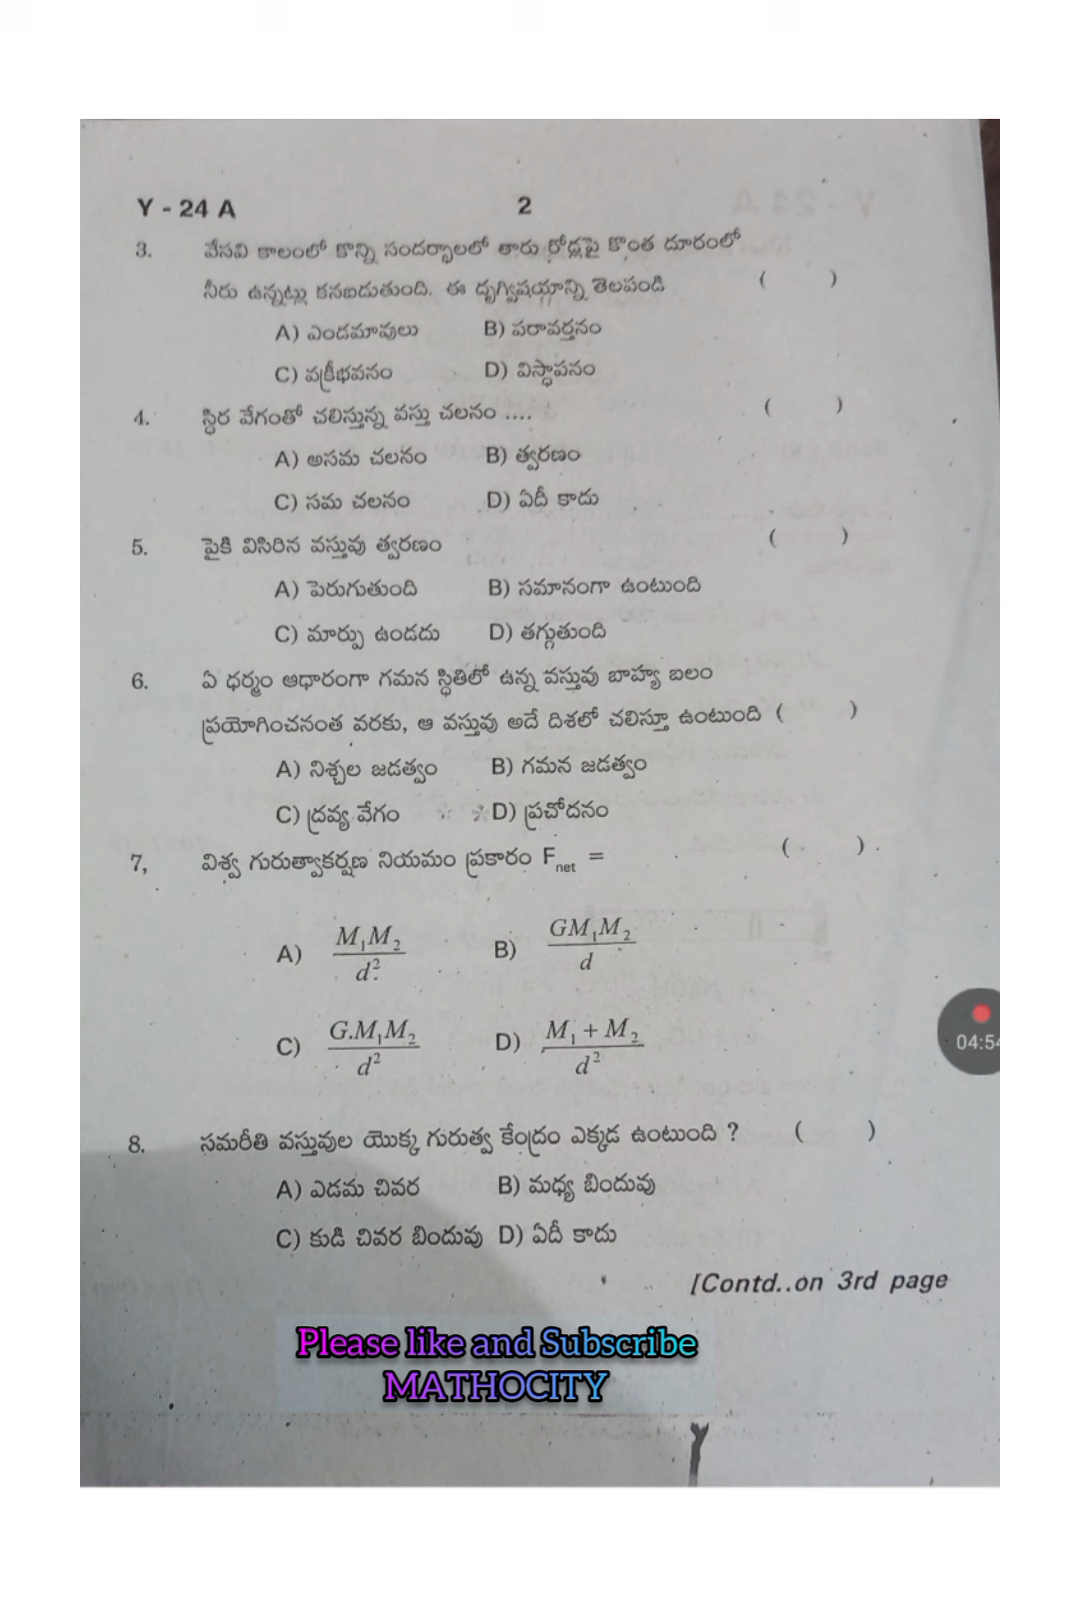 Y - 24 A 2
3. వేసవి కాలంలో కొన్ని సందర్భాలలో తారు రోడ్లపై కొంత దూరంలో
నీరు ఉన్నట్లు కనబడుతుంది. ఈ దృగ్విషయాన్ని తెలపండి ( )
A) ఎండమావులు B) పరావర్తనం
C) వక్రీభవనం D) విస్థాపనం
4. స్థిర వేగంతో చలిస్తున్న వస్తు చలనం .... ( )
A) అసమ చలనం B) త్వరణం
C) సమ చలనం D) ఏదీ కాదు
5. పైకి విసిరిన వస్తువు త్వరణం ( )
A) పెరుగుతుంది B) సమానంగా ఉంటుంది
C) మార్పు ఉండదు D) తగ్గుతుంది
6. ఏ ధర్మం ఆధారంగా గమన స్థితిలో ఉన్న వస్తువు బాహ్య బలం
ప్రయోగించనంత వరకు, ఆ వస్తువు అదే దిశలో చలిస్తూ ఉంటుంది ( )
A) నిశ్చల జడత్వం B) గమన జడత్వం
C) ద్రవ్య వేగం D) ప్రచోదనం
7, విశ్వ గురుత్వాకర్షణ నియమం ప్రకారం F_net = ( )
A) M₁M₂ / d² B) GM₁M₂ / d
C) G.M₁M₂ / d² D) M₁ + M₂ / d²
8. సమరీతి వస్తువుల యొక్క గురుత్వ కేంద్రం ఎక్కడ ఉంటుంది ? ( )
A) ఎడమ చివర B) మధ్య బిందువు
C) కుడి చివర బిందువు D) ఏదీ కాదు
[Contd..on 3rd page
Please like and Subscribe
MATHOCITY
04:54